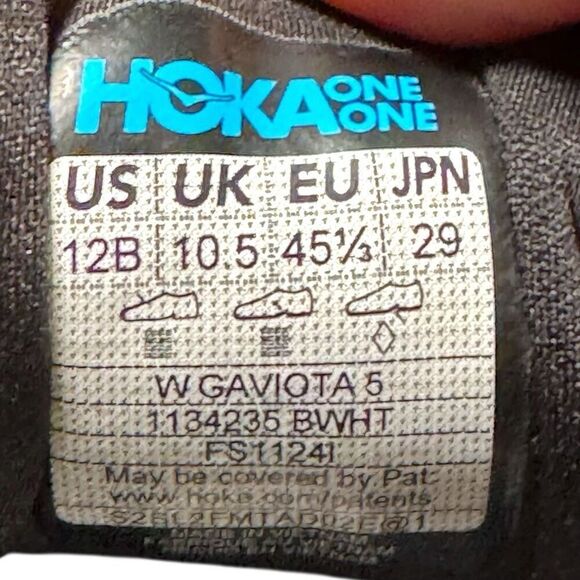 HOKA ONE ONE
US UK EU JPN
12B 10.5 45⅓ 29
W GAVIOTA 5
1134235 BWHT
FS1124I
May be covered by Pat.
www.hoka.com/patents